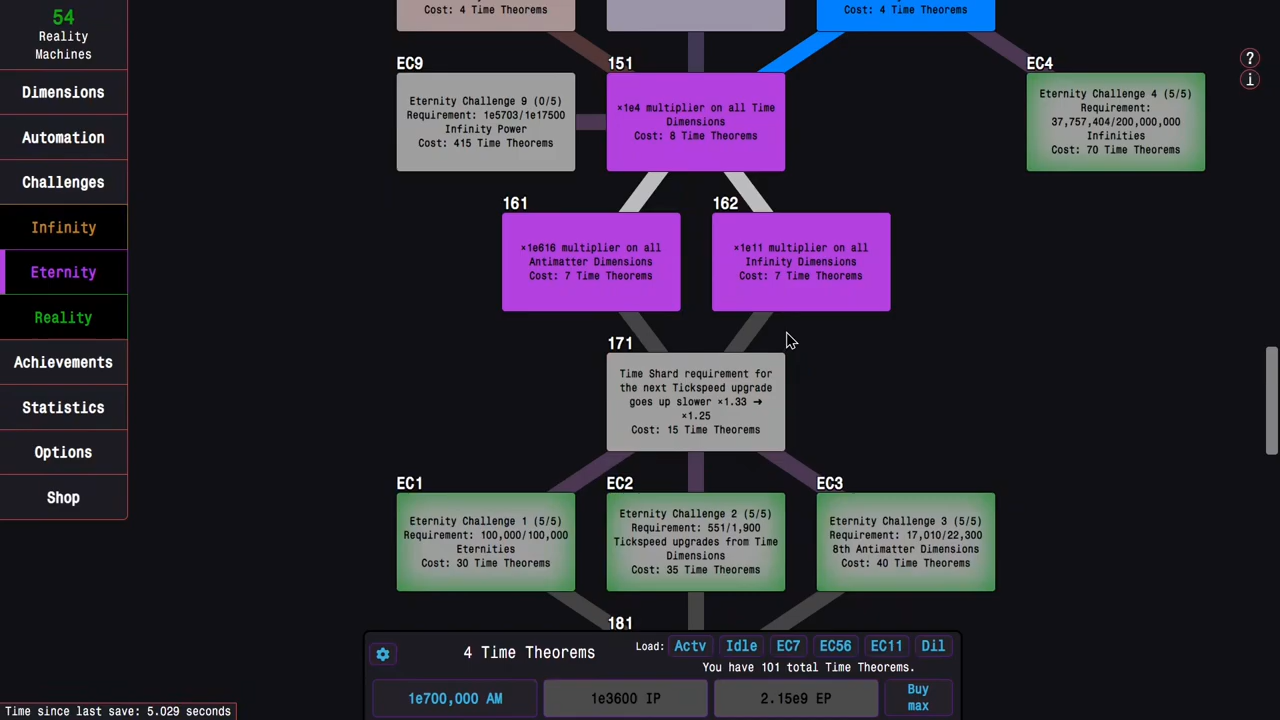 54
Reality
Machines
Dimensions
Automation
Challenges
Infinity
Eternity
Reality
Achievements
Statistics
Options
Shop
Cost: 4 Time Theorems
Cost: 4 Time Theorems
?
i
EC9
Eternity Challenge 9 (0/5)
Requirement: 1e5703/1e17500
Infinity Power
Cost: 415 Time Theorems
151
×1e4 multiplier on all Time
Dimensions
Cost: 8 Time Theorems
EC4
Eternity Challenge 4 (5/5)
Requirement:
37,757,404/200,000,000
Infinities
Cost: 70 Time Theorems
161
×1e616 multiplier on all
Antimatter Dimensions
Cost: 7 Time Theorems
162
×1e11 multiplier on all
Infinity Dimensions
Cost: 7 Time Theorems
171
Time Shard requirement for
the next Tickspeed upgrade
goes up slower ×1.33 ➜
×1.25
Cost: 15 Time Theorems
EC1
Eternity Challenge 1 (5/5)
Requirement: 100,000/100,000
Eternities
Cost: 30 Time Theorems
EC2
Eternity Challenge 2 (5/5)
Requirement: 551/1,900
Tickspeed upgrades from Time
Dimensions
Cost: 35 Time Theorems
EC3
Eternity Challenge 3 (5/5)
Requirement: 17,010/22,300
8th Antimatter Dimensions
Cost: 40 Time Theorems
181
4 Time Theorems
Load: Actv Idle EC7 EC56 EC11 Dil
You have 101 total Time Theorems.
1e700,000 AM
1e3600 IP
2.15e9 EP
Buy
max
Time since last save: 5.029 seconds